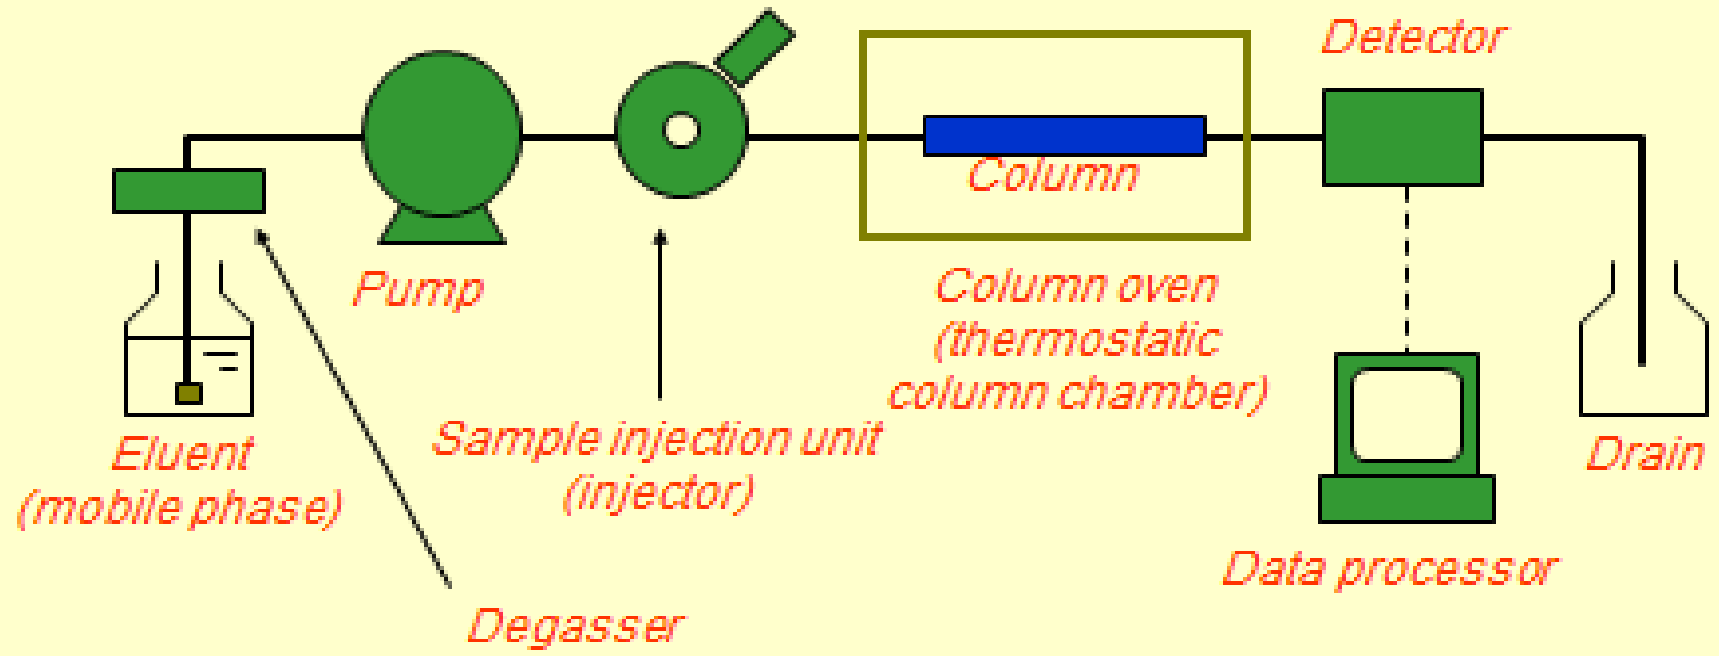 Detector
Column
Pump
Column oven
(thermostatic
column chamber)
Eluent
(mobile phase)
Sample injection unit
(injector)
Drain
Data processor
Degasser